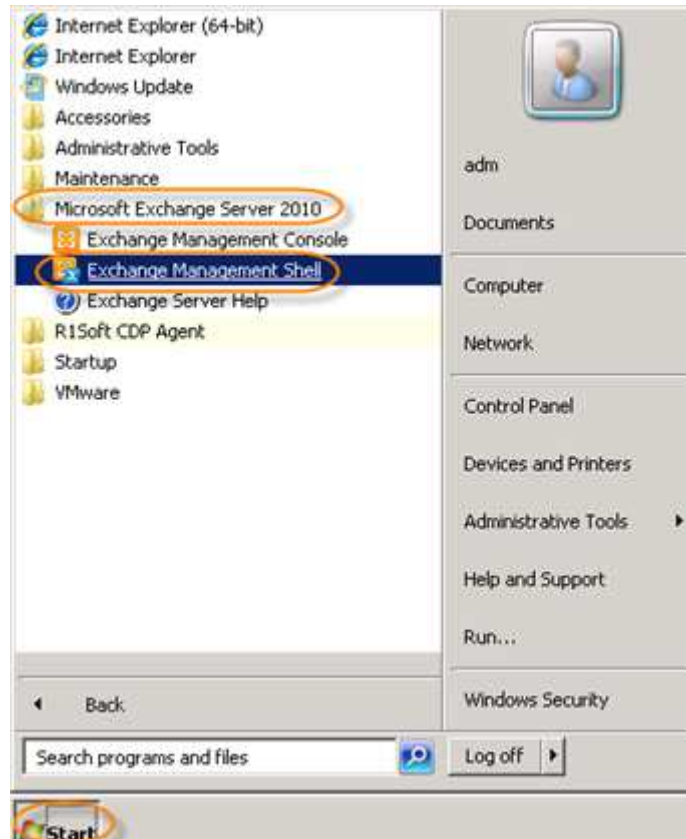 Internet Explorer (64-bit)
Internet Explorer
Windows Update
Accessories
Administrative Tools
Maintenance
Microsoft Exchange Server 2010
Exchange Management Console
Exchange Management Shell
Exchange Server Help
R1Soft CDP Agent
Startup
VMware
Back
Search programs and files
adm
Documents
Computer
Network
Control Panel
Devices and Printers
Administrative Tools
Help and Support
Run...
Windows Security
Log off
Start